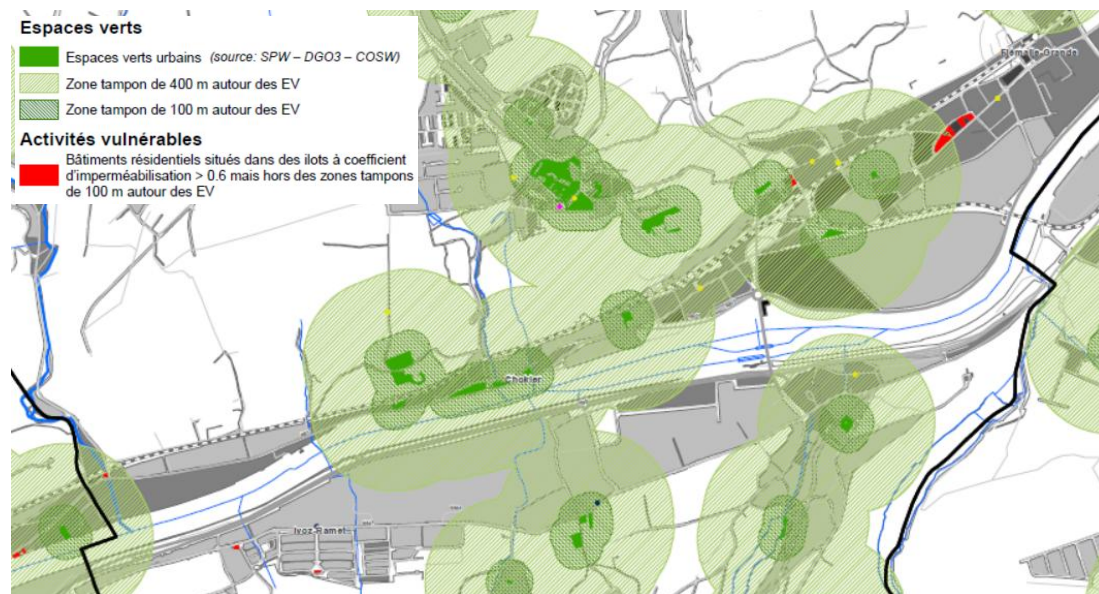 Espaces verts
Espaces verts urbains (source: SPW – DGO3 – COSW)
Zone tampon de 400 m autour des EV
Zone tampon de 100 m autour des EV
Activités vulnérables
Bâtiments résidentiels situés dans des ilots à coefficient
d'imperméabilisation > 0.6 mais hors des zones tampons
de 100 m autour des EV
Flémalle-Grande
Chokier
Ivoz-Ramet